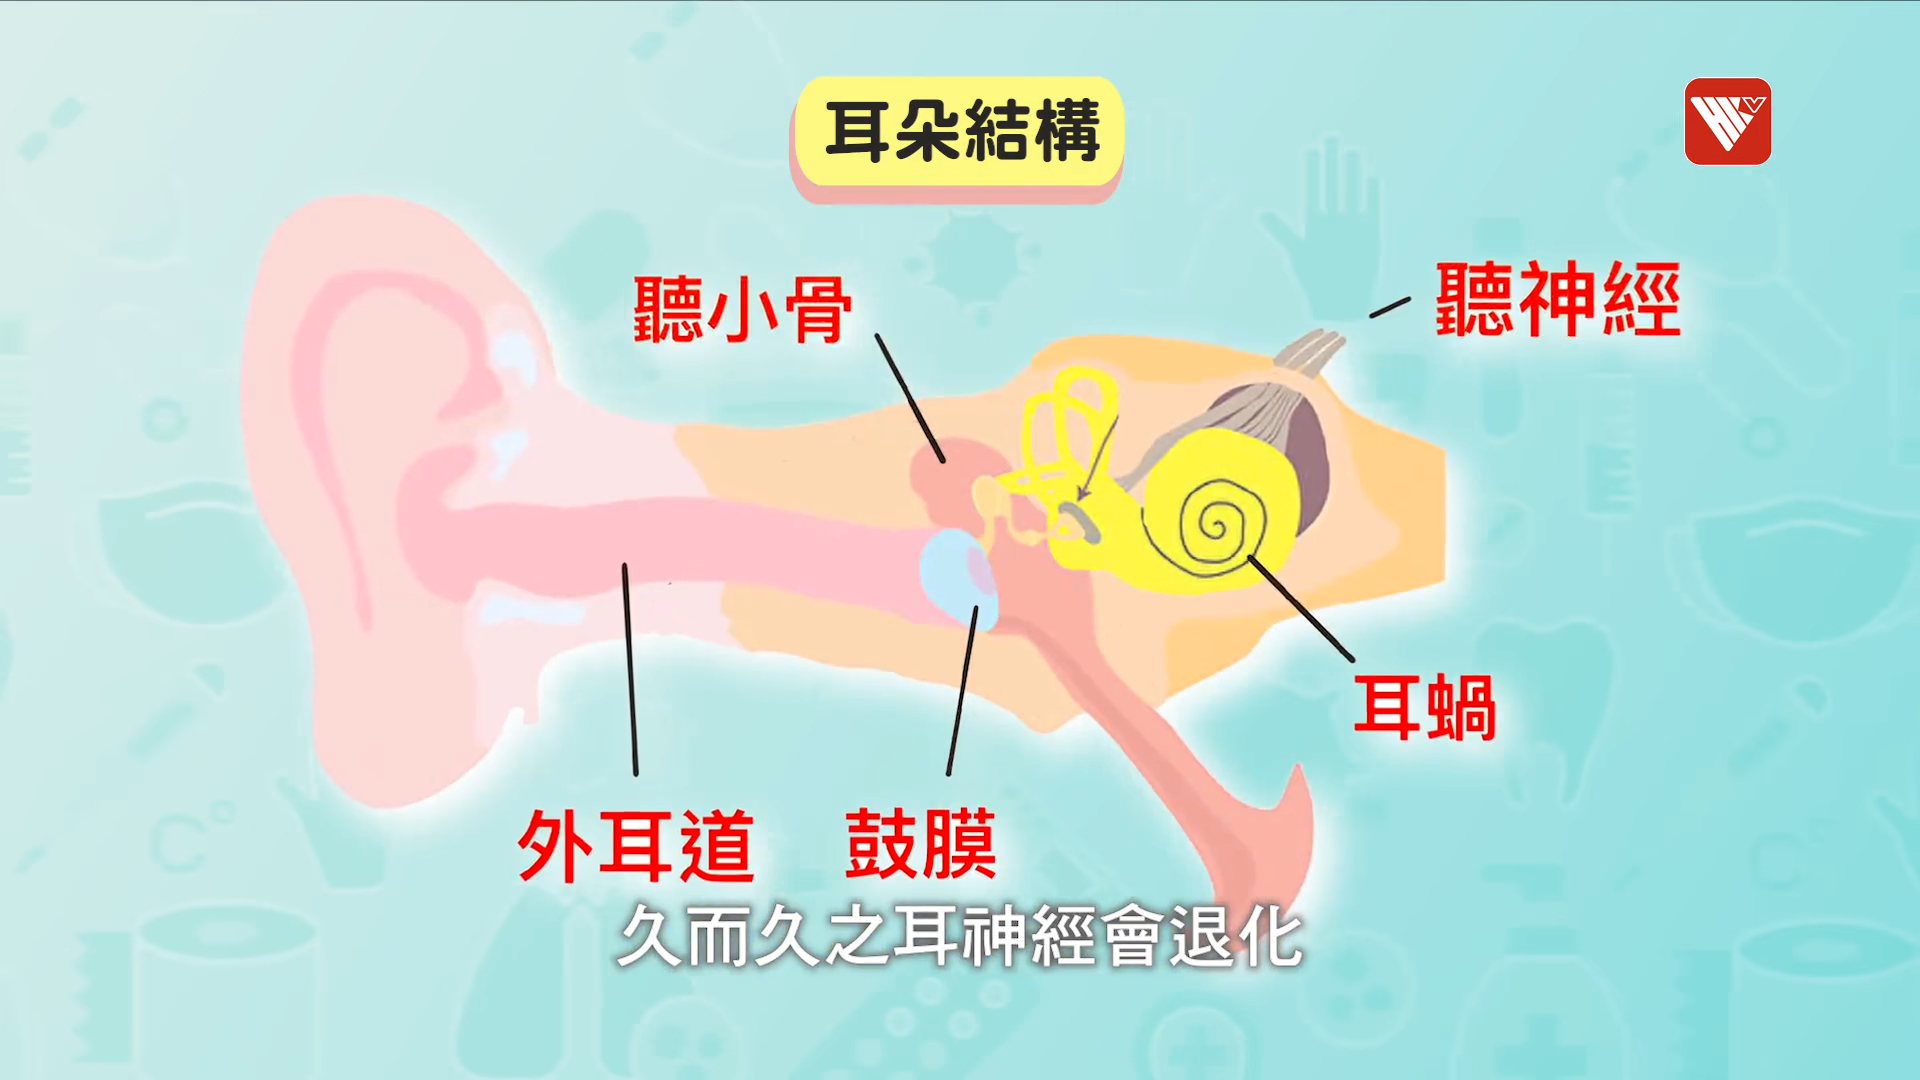 耳朵結構
聽小骨
聽神經
耳蝸
外耳道
鼓膜
久而久之耳神經會退化